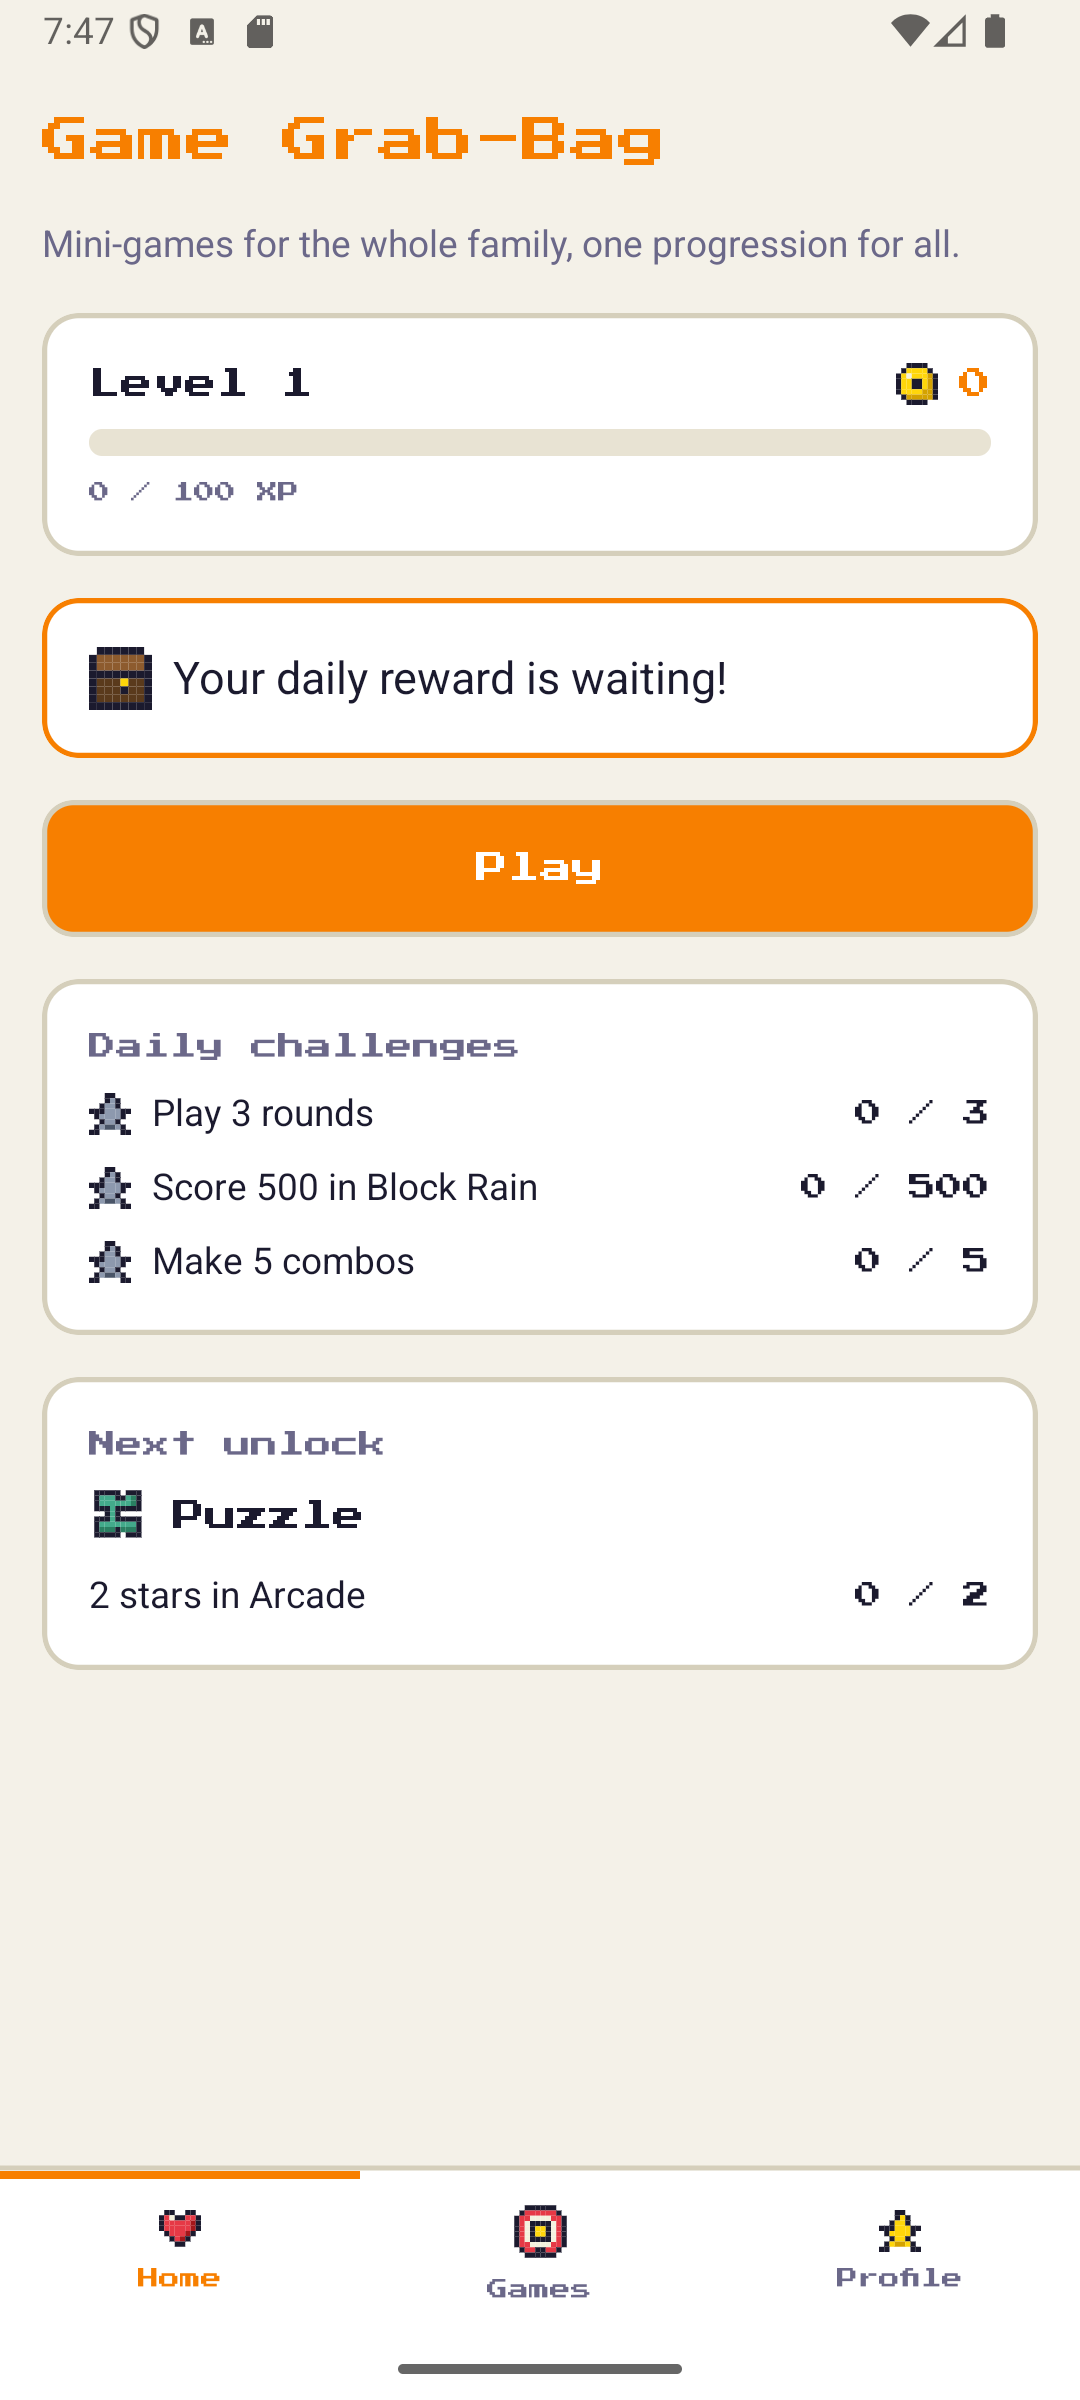 7:47
Game Grab-Bag
Mini-games for the whole family, one progression for all.
Level 1
0
0 / 100 XP
Your daily reward is waiting!
Play
Daily challenges
Play 3 rounds 0 / 3
Score 500 in Block Rain 0 / 500
Make 5 combos 0 / 5
Next unlock
Puzzle
2 stars in Arcade 0 / 2
Home
Games
Profile